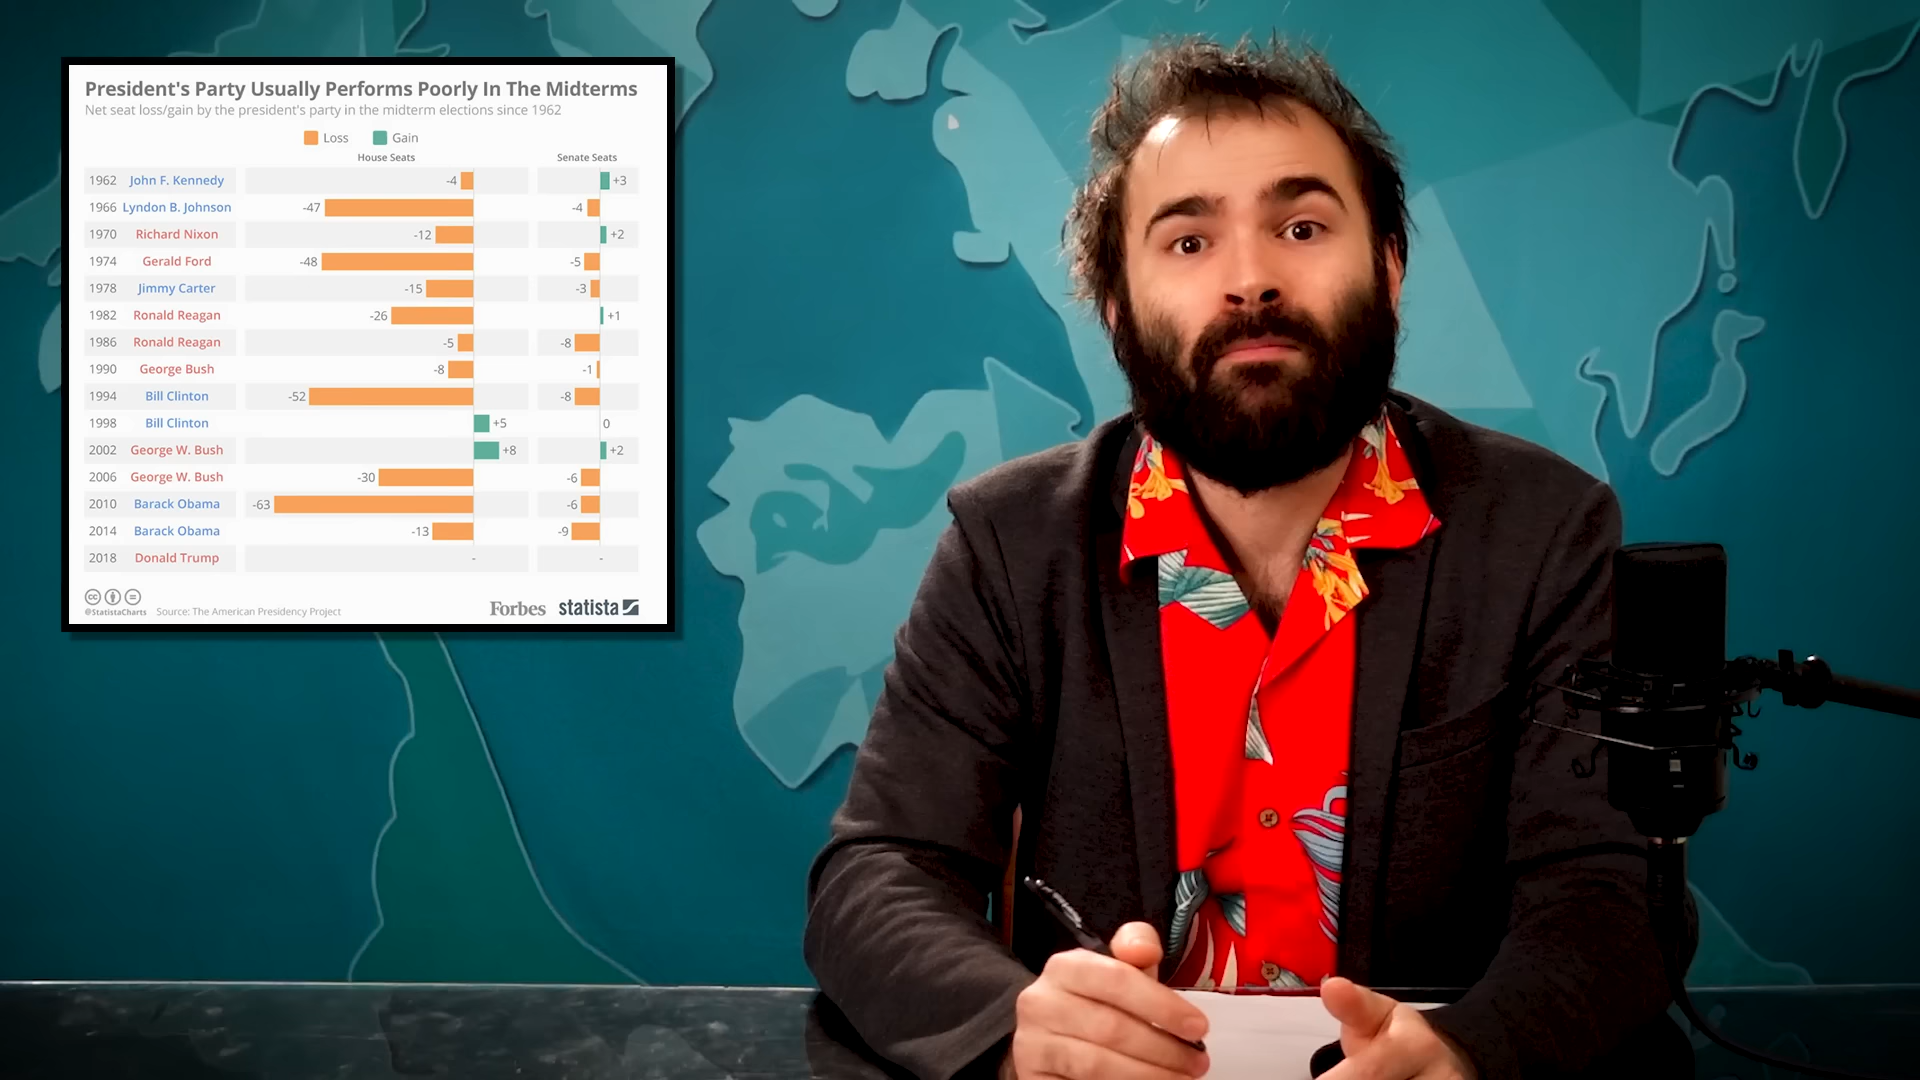 President's Party Usually Performs Poorly In The Midterms
Net seat loss/gain by the president's party in the midterm elections since 1962
Loss Gain
House Seats Senate Seats
1962 John F. Kennedy -4 +3
1966 Lyndon B. Johnson -47 -4
1970 Richard Nixon -12 +2
1974 Gerald Ford -48 -5
1978 Jimmy Carter -15 -3
1982 Ronald Reagan -26 +1
1986 Ronald Reagan -5 -8
1990 George Bush -8 -1
1994 Bill Clinton -52 -8
1998 Bill Clinton +5 0
2002 George W. Bush +8 +2
2006 George W. Bush -30 -6
2010 Barack Obama -63 -6
2014 Barack Obama -13 -9
2018 Donald Trump - -
@StatistaCharts Source: The American Presidency Project
Forbes statista